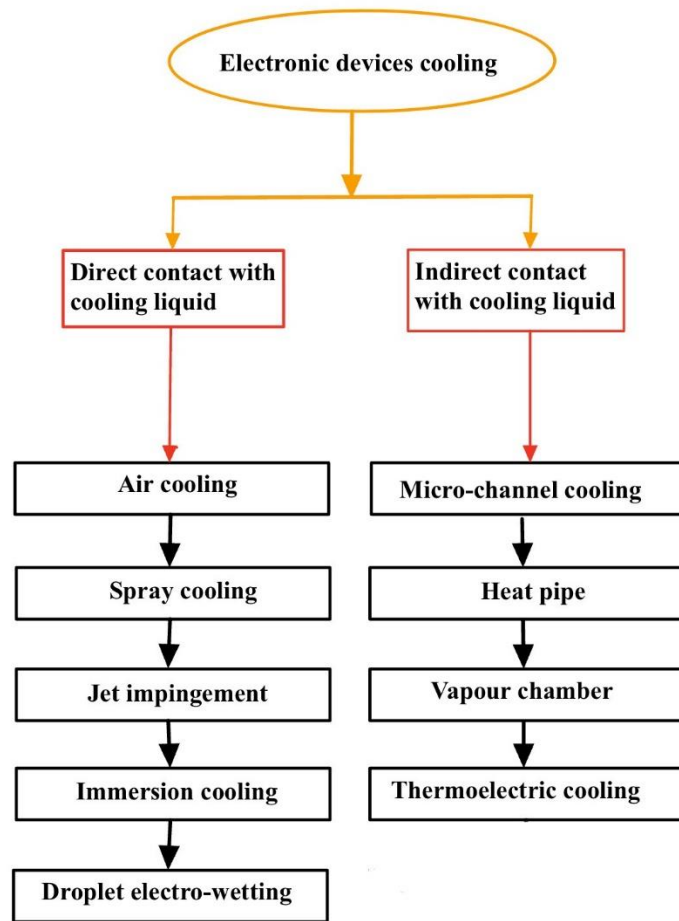 Electronic devices cooling
Direct contact with
cooling liquid
Indirect contact
with cooling liquid
Air cooling
Spray cooling
Jet impingement
Immersion cooling
Droplet electro-wetting
Micro-channel cooling
Heat pipe
Vapour chamber
Thermoelectric cooling